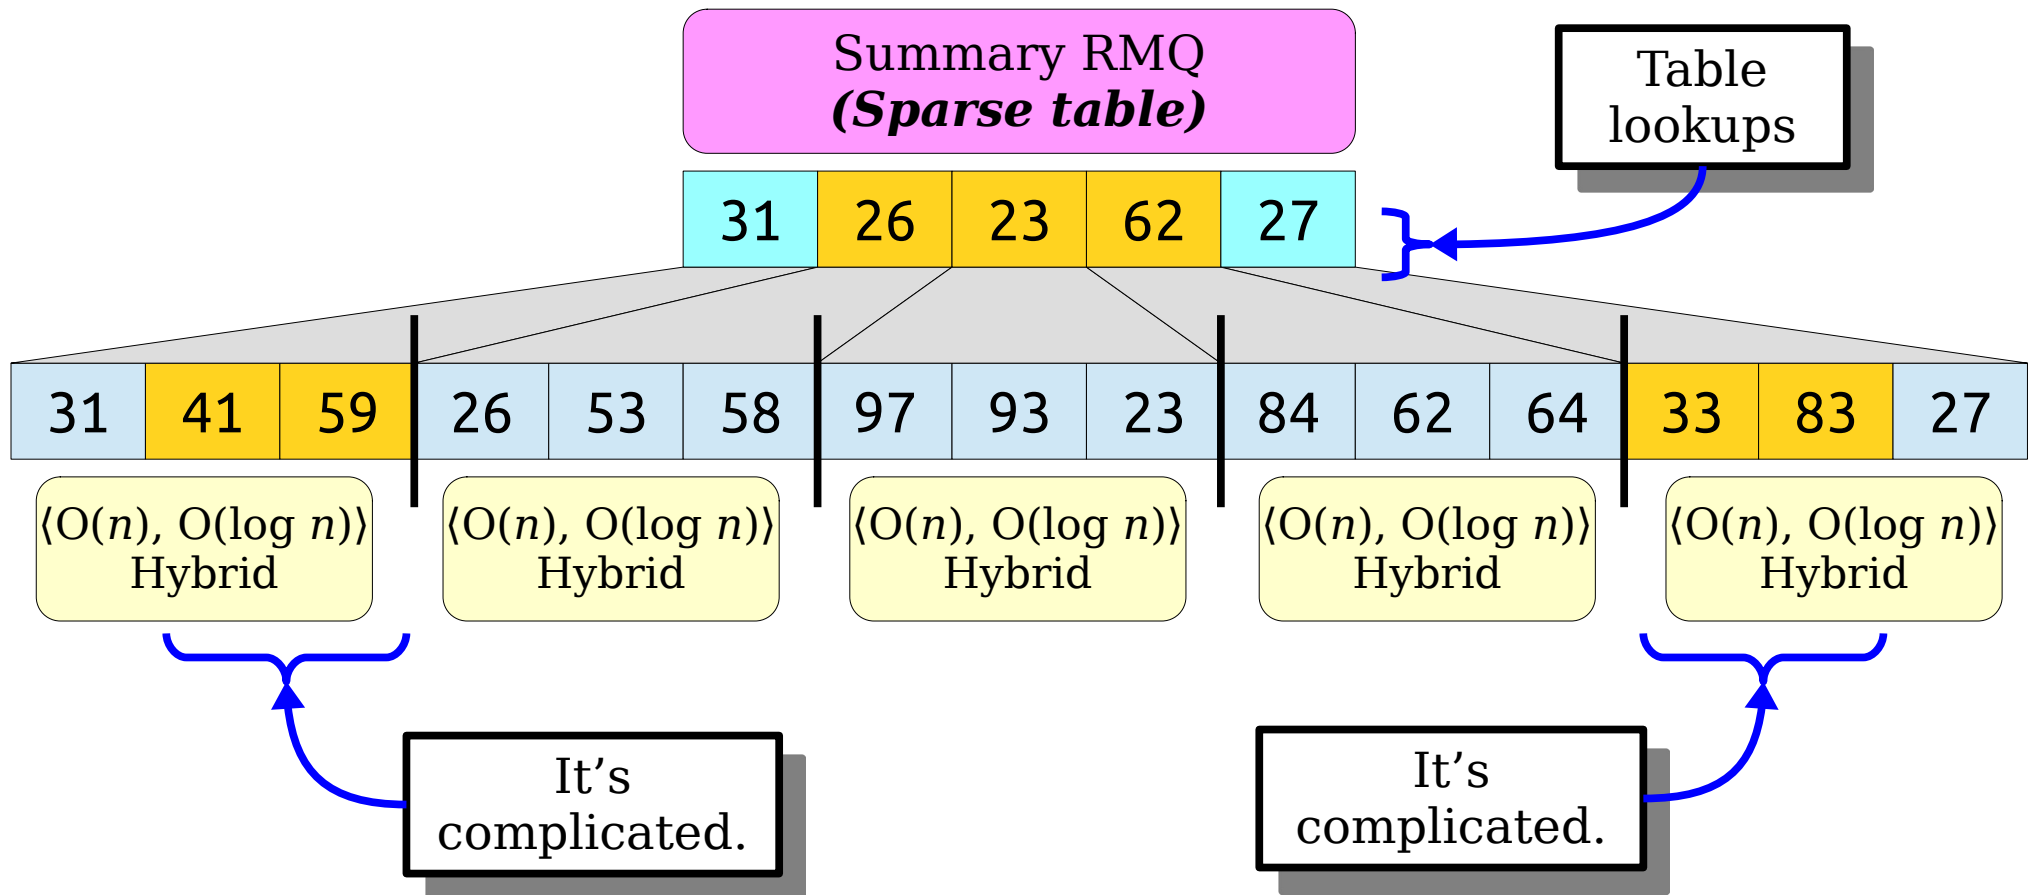 Summary RMQ
(Sparse table)
Table
lookups
31 26 23 62 27
31 41 59 26 53 58 97 93 23 84 62 64 33 83 27
⟨O(n), O(log n)⟩
Hybrid
⟨O(n), O(log n)⟩
Hybrid
⟨O(n), O(log n)⟩
Hybrid
⟨O(n), O(log n)⟩
Hybrid
⟨O(n), O(log n)⟩
Hybrid
It’s
complicated.
It’s
complicated.